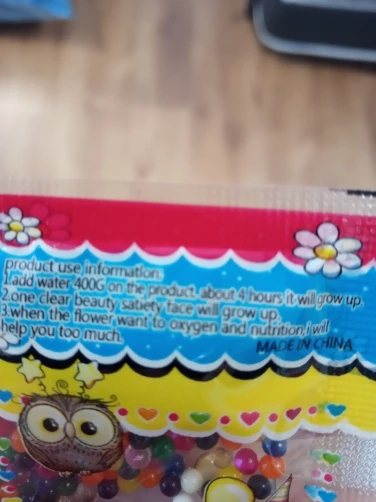 product use information:
1.add water 400G on the product about 4 hours it will grow up
2.one clear beauty satiety face will grow up.
3.when the flower want to oxygen and nutrition,i will
help you too much.
MADE IN CHINA